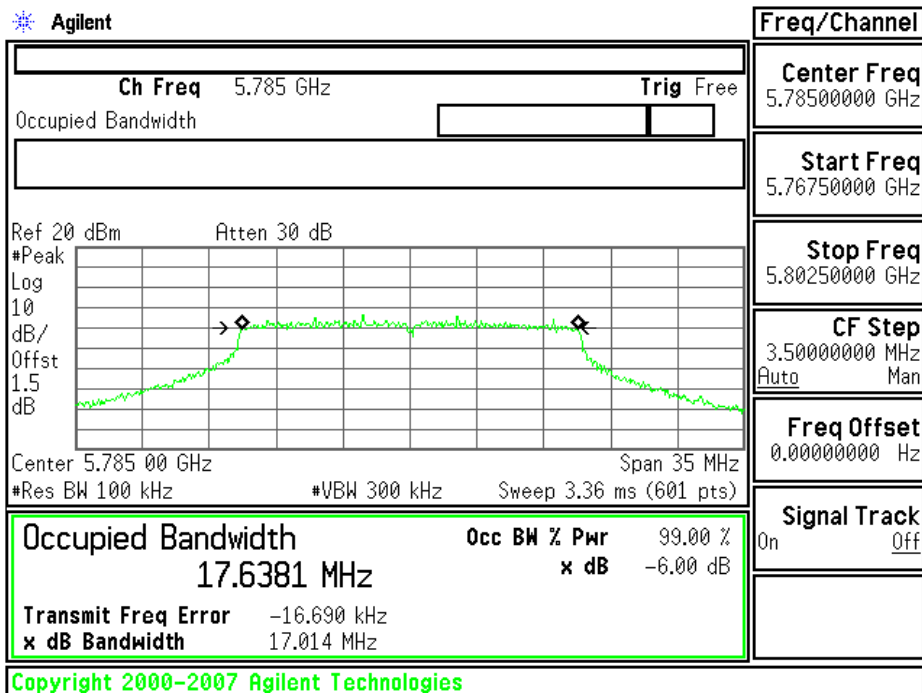 Agilent
Freq/Channel
Ch Freq 5.785 GHz Trig Free
Occupied Bandwidth
Center Freq
5.78500000 GHz
Start Freq
5.76750000 GHz
Stop Freq
5.80250000 GHz
CF Step
3.50000000 MHz
Auto Man
Freq Offset
0.00000000 Hz
Signal Track
On Off
Ref 20 dBm Atten 30 dB
#Peak
Log
10
dB/
Offst
1.5
dB
Center 5.785 00 GHz Span 35 MHz
#Res BW 100 kHz #VBW 300 kHz Sweep 3.36 ms (601 pts)
Occupied Bandwidth
17.6381 MHz
Occ BW % Pwr 99.00 %
x dB -6.00 dB
Transmit Freq Error -16.690 kHz
x dB Bandwidth 17.014 MHz
Copyright 2000-2007 Agilent Technologies